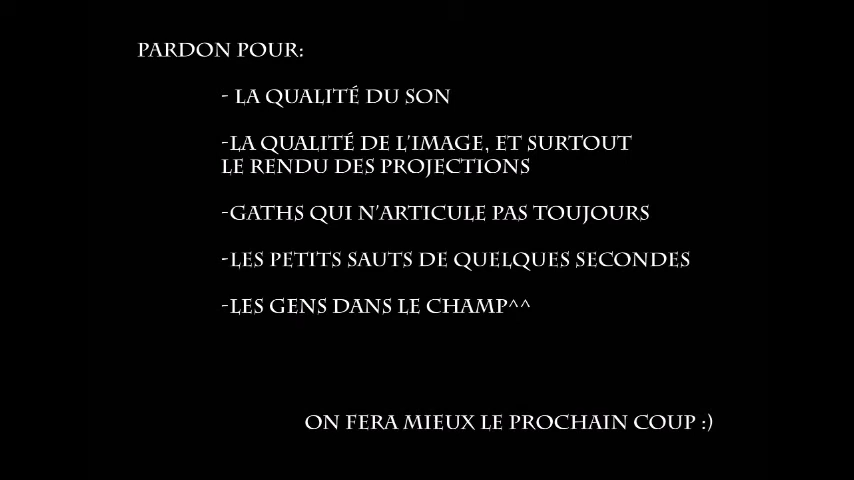 PARDON POUR:
- LA QUALITÉ DU SON
-LA QUALITÉ DE L'IMAGE, ET SURTOUT
LE RENDU DES PROJECTIONS
-GATHS QUI N'ARTICULE PAS TOUJOURS
-LES PETITS SAUTS DE QUELQUES SECONDES
-LES GENS DANS LE CHAMP^^
ON FERA MIEUX LE PROCHAIN COUP :)